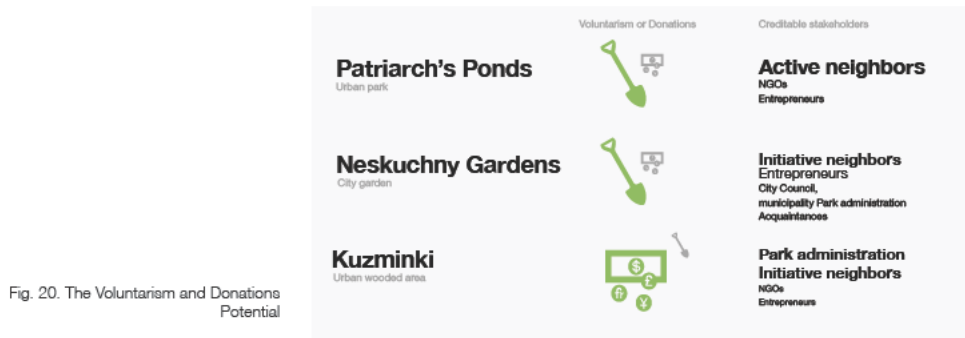 Voluntarism or Donations
Creditable stakeholders
Patriarch's Ponds
Urban park
Active neighbors
NGOs
Entrepreneurs
Neskuchny Gardens
City garden
Initiative neighbors
Entrepreneurs
City Council,
municipality Park administration
Acquaintances
Kuzminki
Urban wooded area
$
£
¥
Park administration
Initiative neighbors
NGOs
Entrepreneurs
Fig. 20. The Voluntarism and Donations
Potential